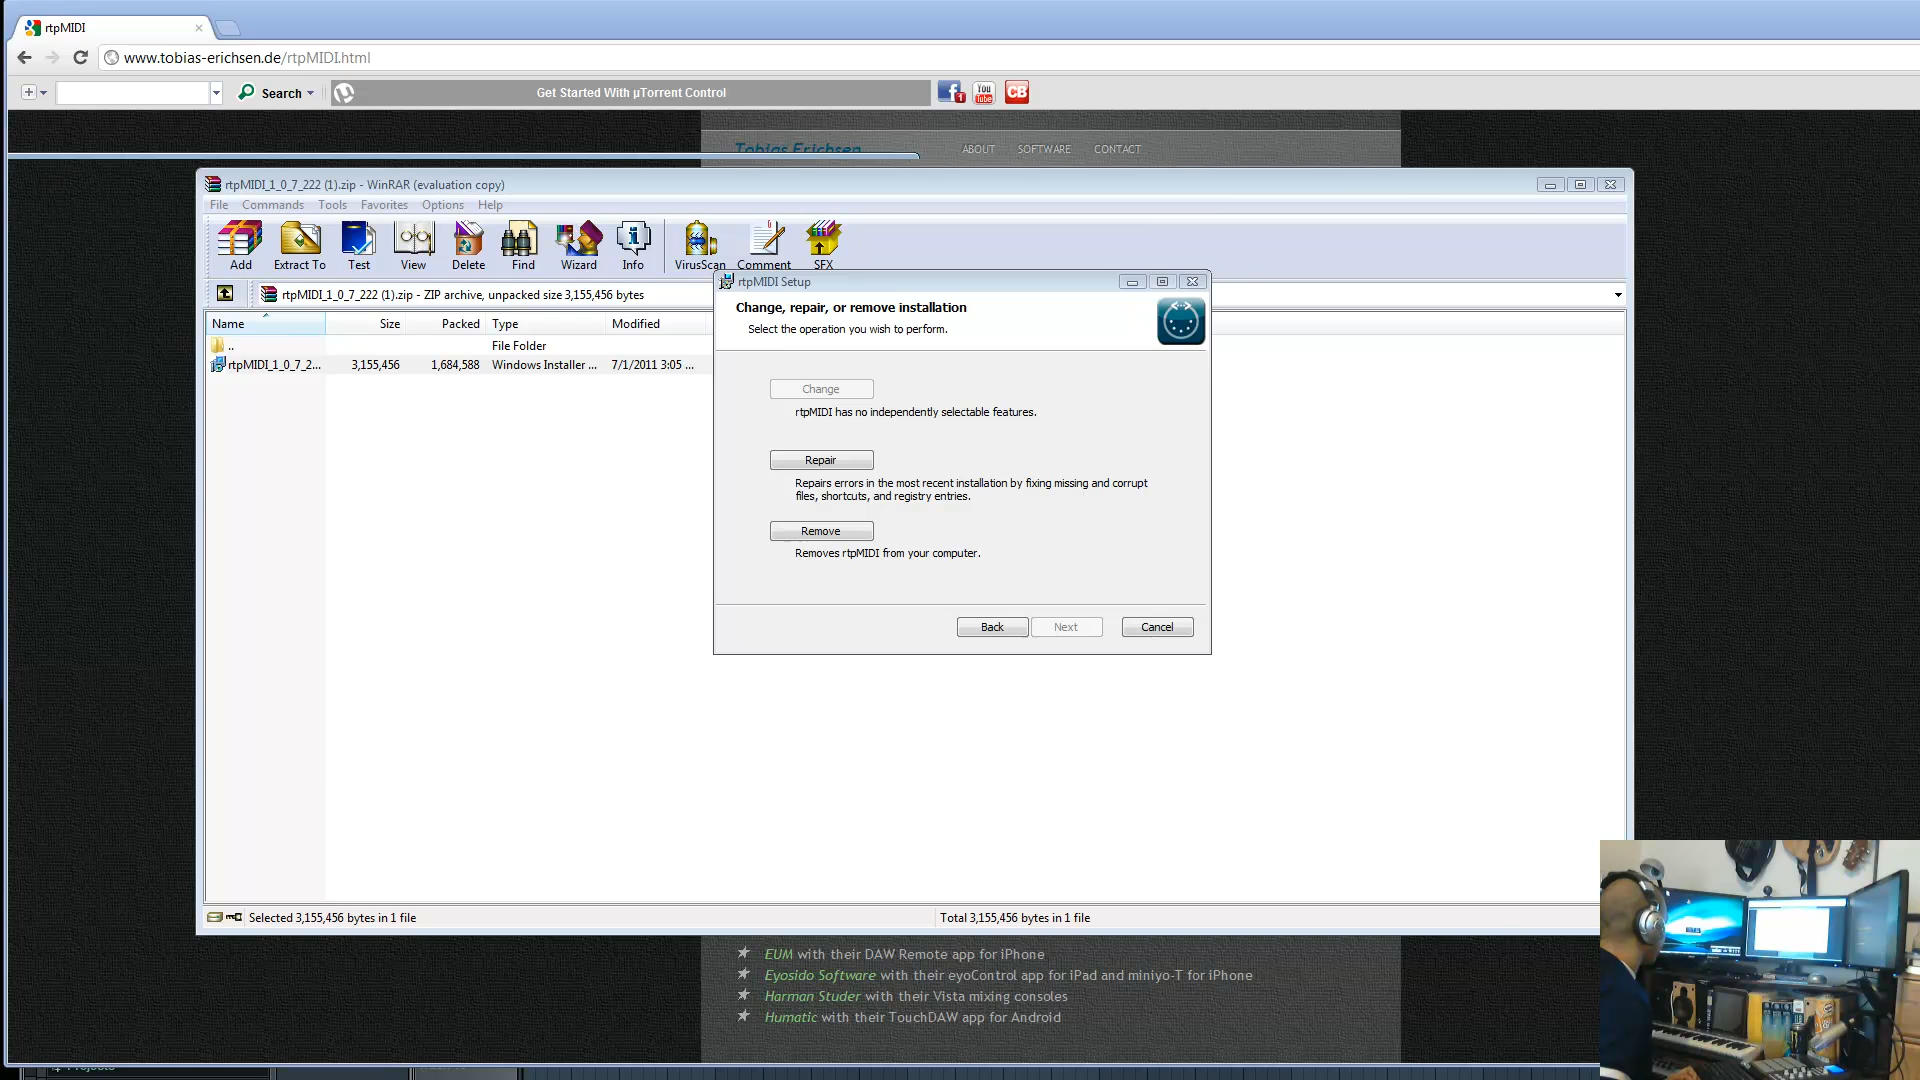 rtpMIDI
www.tobias-erichsen.de/rtpMIDI.html
Search
Get Started With µTorrent Control
1
You Tube
CB
Tobias Erichsen
ABOUT SOFTWARE CONTACT
rtpMIDI_1_0_7_222 (1).zip - WinRAR (evaluation copy)
File Commands Tools Favorites Options Help
Add Extract To Test View Delete Find Wizard Info VirusScan Comment SFX
rtpMIDI_1_0_7_222 (1).zip - ZIP archive, unpacked size 3,155,456 bytes
Name Size Packed Type Modified
.. File Folder
rtpMIDI_1_0_7_2... 3,155,456 1,684,588 Windows Installer ... 7/1/2011 3:05 ...
rtpMIDI Setup
Change, repair, or remove installation
Select the operation you wish to perform.
Change
rtpMIDI has no independently selectable features.
Repair
Repairs errors in the most recent installation by fixing missing and corrupt
files, shortcuts, and registry entries.
Remove
Removes rtpMIDI from your computer.
Back Next Cancel
Selected 3,155,456 bytes in 1 file
Total 3,155,456 bytes in 1 file
EUM with their DAW Remote app for iPhone
Eyosido Software with their eyoControl app for iPad and miniyo-T for iPhone
Harman Studer with their Vista mixing consoles
Humatic with their TouchDAW app for Android